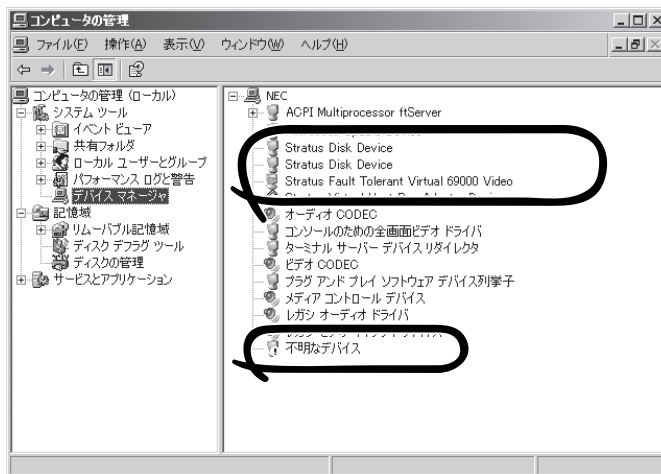 コンピュータの管理
ファイル(F) 操作(A) 表示(V) ウィンドウ(W) ヘルプ(H)
コンピュータの管理 (ローカル)
システム ツール
イベント ビューア
共有フォルダ
ローカル ユーザーとグループ
パフォーマンス ログと警告
デバイス マネージャ
記憶域
リムーバブル記憶域
ディスク デフラグ ツール
ディスクの管理
サービスとアプリケーション
NEC
ACPI Multiprocessor ftServer
Stratus Disk Device
Stratus Disk Device
Stratus Fault Tolerant Virtual 69000 Video
オーディオ CODEC
コンソールのための全画面ビデオ ドライバ
ターミナル サーバー デバイス リダイレクタ
ビデオ CODEC
プラグ アンド プレイ ソフトウェア デバイス列挙子
メディア コントロール デバイス
レガシ オーディオ ドライバ
不明なデバイス